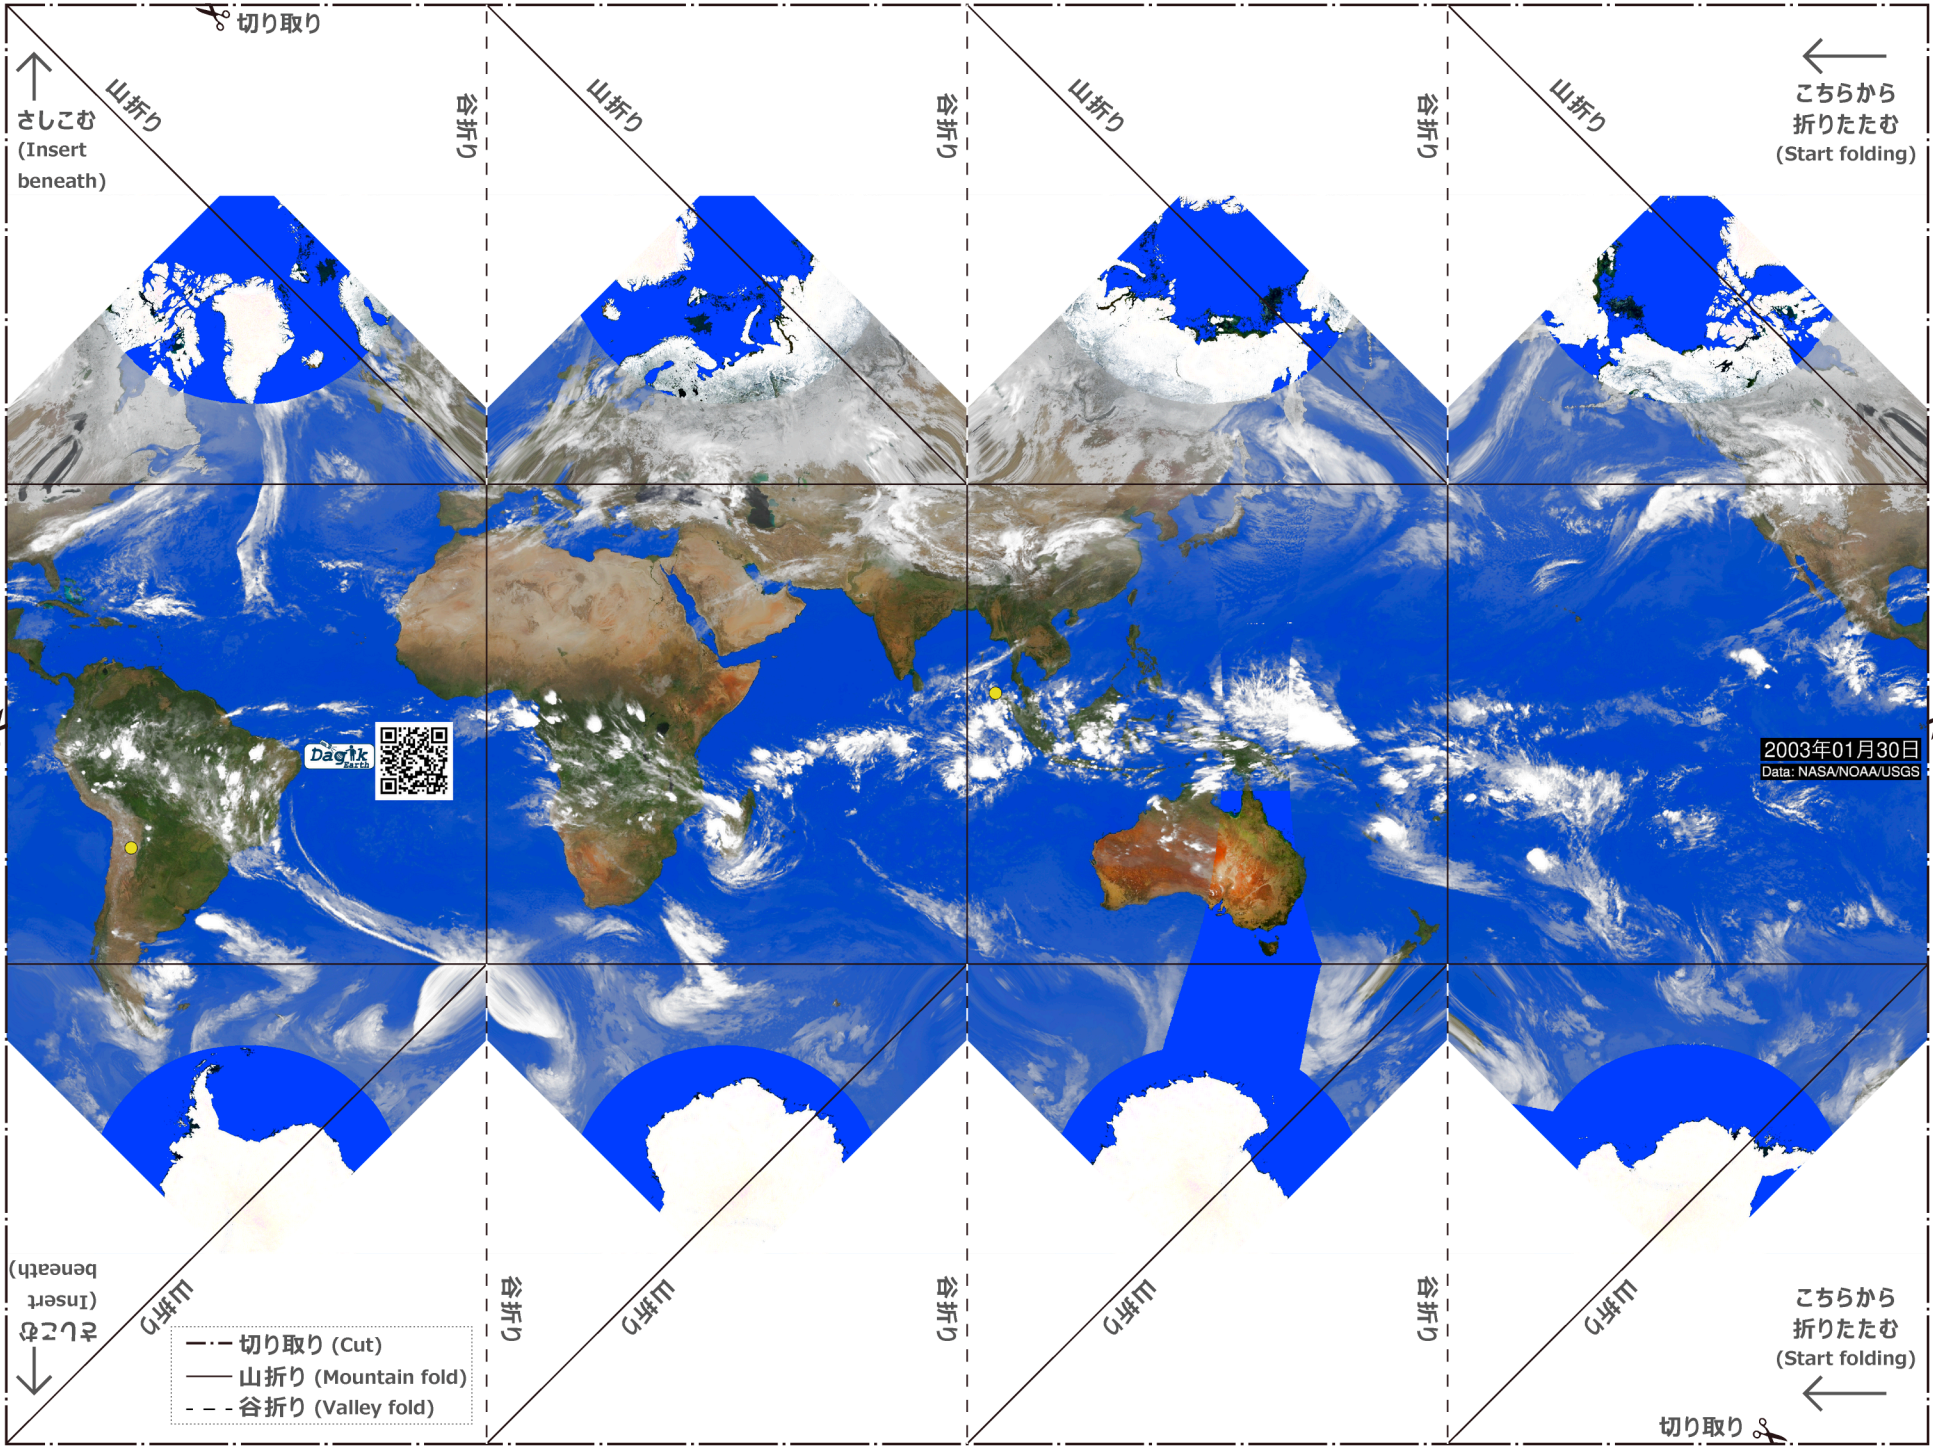 切り取り
山折り
谷折り
山折り
谷折り
山折り
谷折り
山折り
さしこむ
(Insert
beneath)
こちらから
折りたたむ
(Start folding)
Dagik
Earth
2003年01月30日
Data: NASA/NOAA/USGS
さしこむ
(Insert
beneath)
山折り
谷折り
山折り
谷折り
山折り
谷折り
山折り
こちらから
折りたたむ
(Start folding)
切り取り (Cut)
山折り (Mountain fold)
谷折り (Valley fold)
切り取り